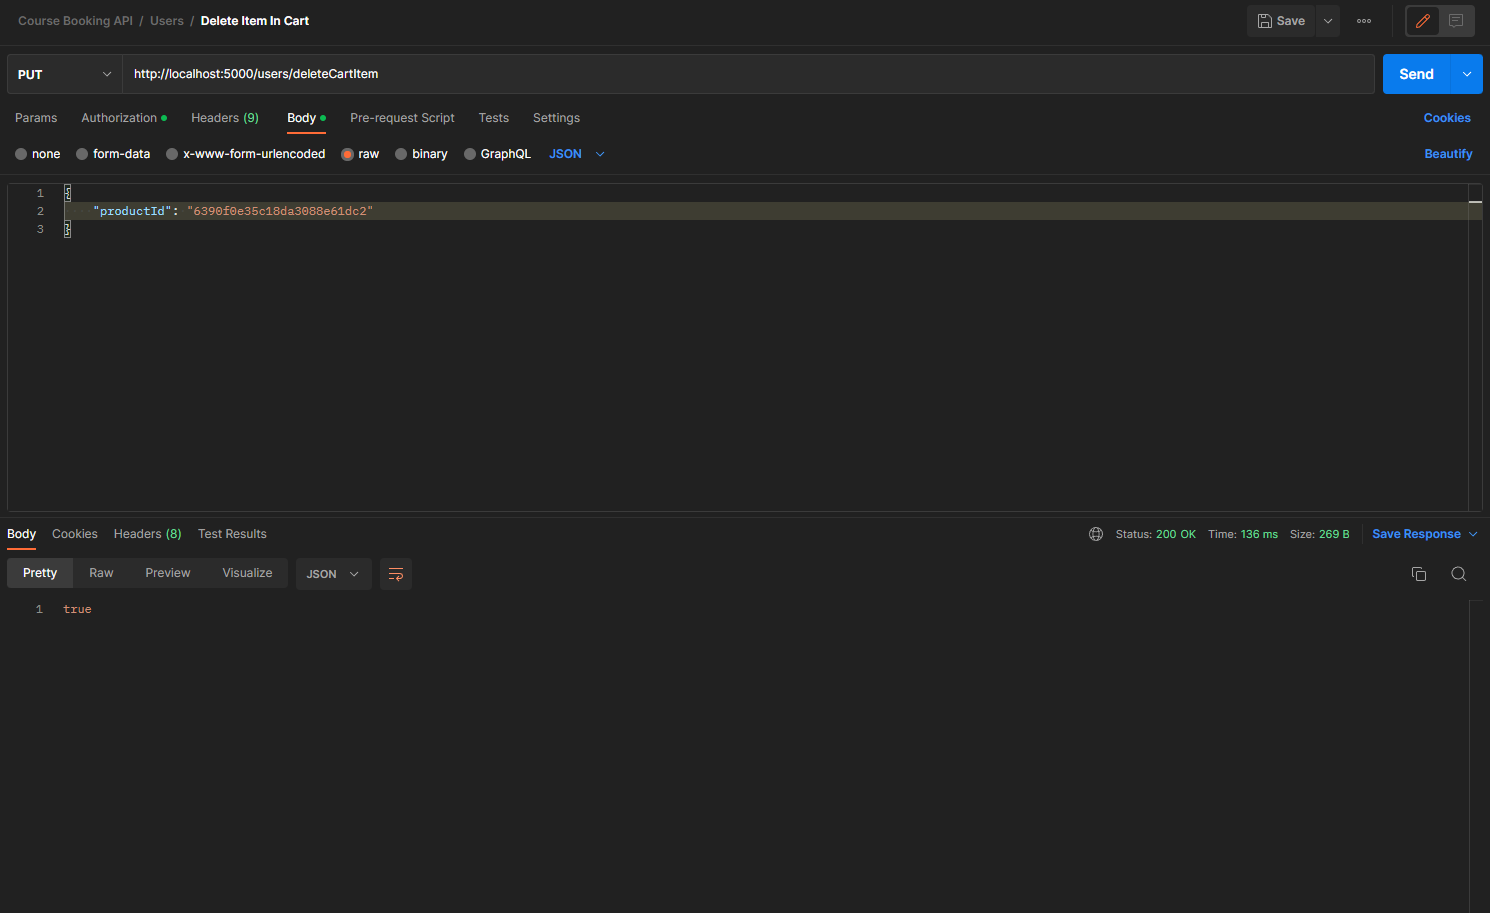 Course Booking API / Users / Delete Item In Cart
Save
PUT
http://localhost:5000/users/deleteCartItem
Send
Params Authorization Headers (9) Body Pre-request Script Tests Settings Cookies
none form-data x-www-form-urlencoded raw binary GraphQL JSON Beautify
1 {
2 "productId": "6390f0e35c18da3088e61dc2"
3 }
Body Cookies Headers (8) Test Results Status: 200 OK Time: 136 ms Size: 269 B Save Response
Pretty Raw Preview Visualize JSON
1 true